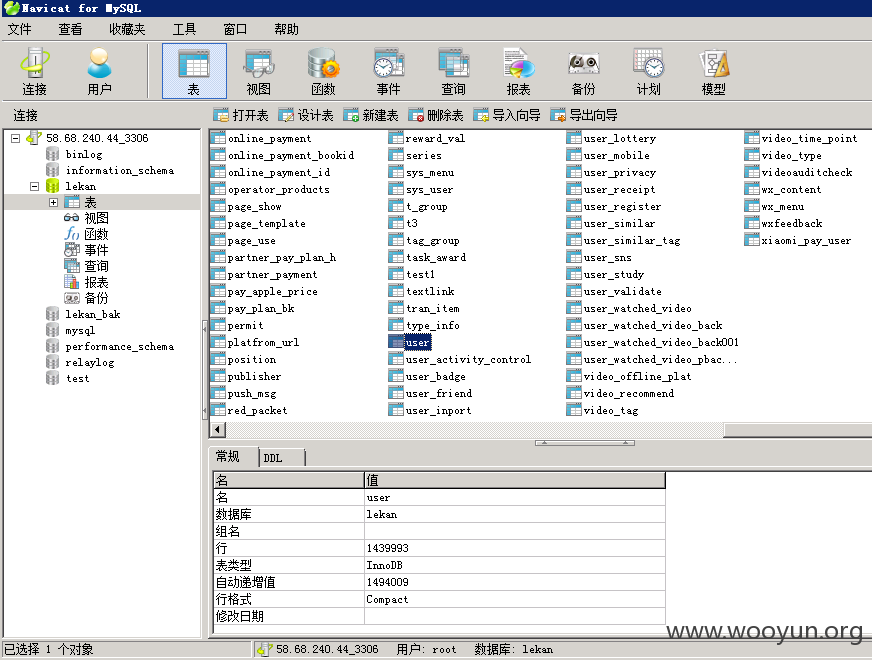 Navicat for MySQL
文件 查看 收藏夹 工具 窗口 帮助
连接 用户 表 视图 函数 事件 查询 报表 备份 计划 模型
连接
打开表 设计表 新建表 删除表 导入向导 导出向导
58.68.240.44_3306
binlog
information_schema
lekan
表
视图
函数
事件
查询
报表
备份
lekan_bak
mysql
performance_schema
relaylog
test
online_payment
online_payment_bookid
online_payment_id
operator_products
page_show
page_template
page_use
partner_pay_plan_h
partner_payment
pay_apple_price
pay_plan_bk
permit
platfrom_url
position
publisher
push_msg
red_packet
reward_val
series
sys_menu
sys_user
t_group
t3
tag_group
task_award
test1
textlink
tran_item
type_info
user
user_activity_control
user_badge
user_friend
user_inport
user_lottery
user_mobile
user_privacy
user_receipt
user_register
user_similar
user_similar_tag
user_sns
user_study
user_validate
user_watched_video
user_watched_video_back
user_watched_video_back001
user_watched_video_pbac...
video_offline_plat
video_recommend
video_tag
video_time_point
video_type
videoauditcheck
wx_content
wx_menu
wxfeedback
xiaomi_pay_user
常规 DDL
名 值
名 user
数据库 lekan
组名
行 1439993
表类型 InnoDB
自动递增值 1494009
行格式 Compact
修改日期
www.wooyun.org
已选择 1 个对象 58.68.240.44_3306 用户: root 数据库: lekan